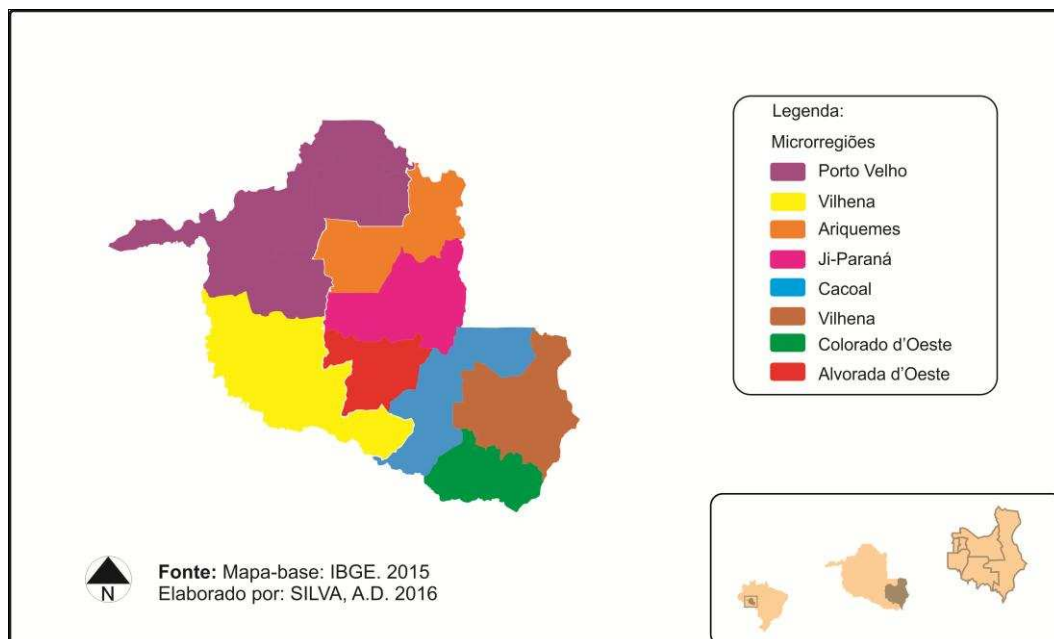 Legenda:
Microrregiões
Porto Velho
Vilhena
Ariquemes
Ji-Paraná
Cacoal
Vilhena
Colorado d'Oeste
Alvorada d'Oeste
N
Fonte: Mapa-base: IBGE. 2015
Elaborado por: SILVA, A.D. 2016